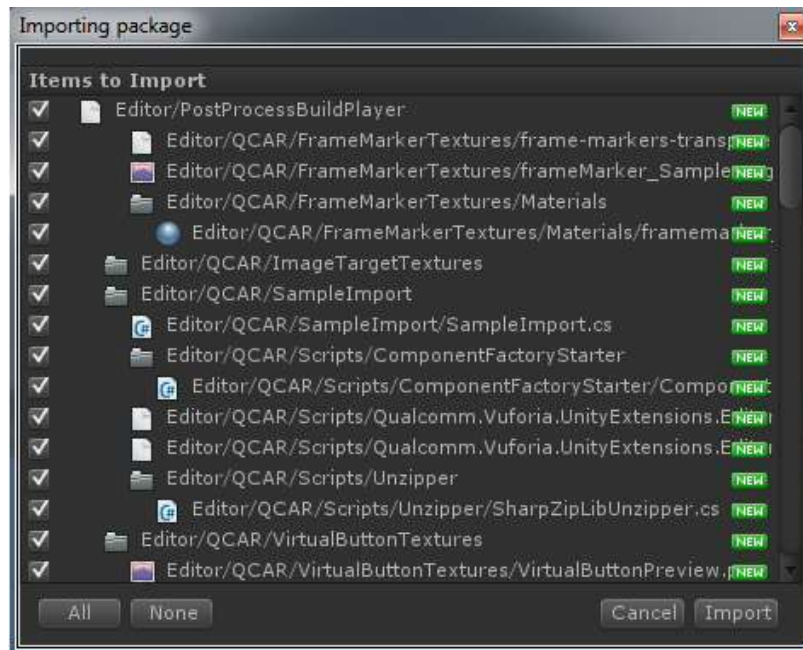 Importing package
Items to Import
Editor/PostProcessBuildPlayer NEW
Editor/QCAR/FrameMarkerTextures/frame-markers-transp NEW
Editor/QCAR/FrameMarkerTextures/frameMarker_Sample NEW
Editor/QCAR/FrameMarkerTextures/Materials NEW
Editor/QCAR/FrameMarkerTextures/Materials/framema NEW
Editor/QCAR/ImageTargetTextures NEW
Editor/QCAR/SampleImport NEW
Editor/QCAR/SampleImport/SampleImport.cs NEW
Editor/QCAR/Scripts/ComponentFactoryStarter NEW
Editor/QCAR/Scripts/ComponentFactoryStarter/Compo NEW
Editor/QCAR/Scripts/Qualcomm.Vuforia.UnityExtensions.E NEW
Editor/QCAR/Scripts/Qualcomm.Vuforia.UnityExtensions.E NEW
Editor/QCAR/Scripts/Unzipper NEW
Editor/QCAR/Scripts/Unzipper/SharpZipLibUnzipper.cs NEW
Editor/QCAR/VirtualButtonTextures NEW
Editor/QCAR/VirtualButtonTextures/VirtualButtonPreview. NEW
All None Cancel Import